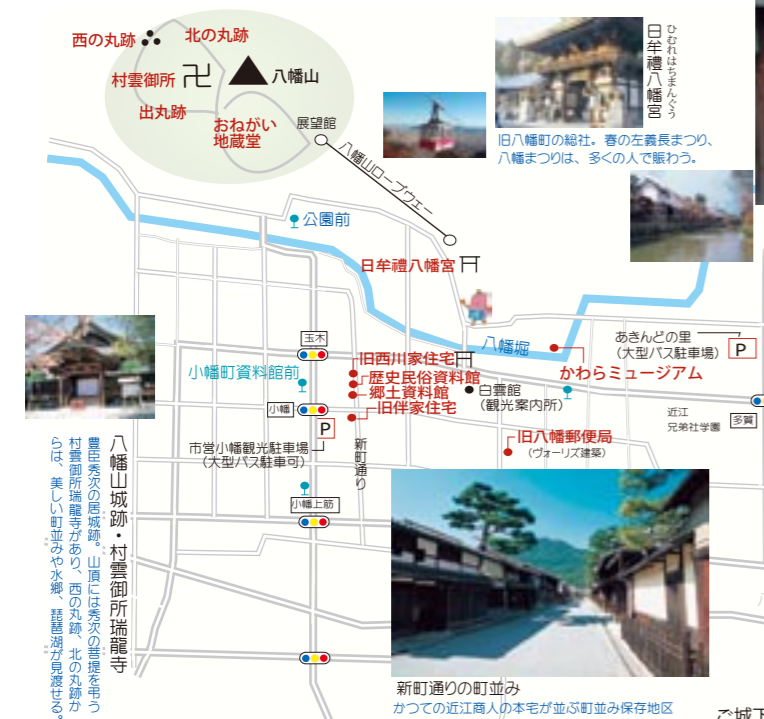 西の丸跡
北の丸跡
村雲御所
卍
八幡山
出丸跡
おねがい
地蔵堂
展望館
八幡山ロープウェー
日牟禮八幡宮
ひむれはちまんぐう
旧八幡町の総社。春の左義長まつり、
八幡まつりは、多くの人で賑わう。
公園前
日牟禮八幡宮
玉木
小幡町資料館前
小幡
旧西川家住宅
歴史民俗資料館
郷土資料館
旧伴家住宅
八幡堀
白雲館
(観光案内所)
かわらミュージアム
あきんどの里
(大型バス駐車場)
P
近江
兄弟社学園
多賀
P
市営小幡観光駐車場
(大型バス駐車可)
新町通り
旧八幡郵便局
(ヴォーリズ建築)
小幡上筋
八幡山城跡・村雲御所瑞龍寺
豊臣秀次の居城跡。山頂には秀次の菩提を弔う
村雲御所瑞龍寺があり、西の丸跡、北の丸跡か
らは、美しい町並みや水郷、琵琶湖が見渡せる。
新町通りの町並み
かつての近江商人の本宅が並ぶ町並み保存地区